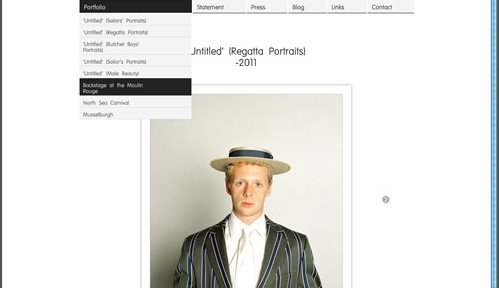 Portfolio
Statement
Press
Blog
Links
Contact
'Untitled' (Sailors' Portraits)
'Untitled' (Regatta Portraits)
'Untitled' (Butcher Boys'
Portraits)
'Untitled' (Sailor's Portraits)
'Untitled' (Male Beauty)
Backstage at the Moulin
Rouge
North Sea Carnival
Musselburgh
Untitled' (Regatta Portraits)
-2011